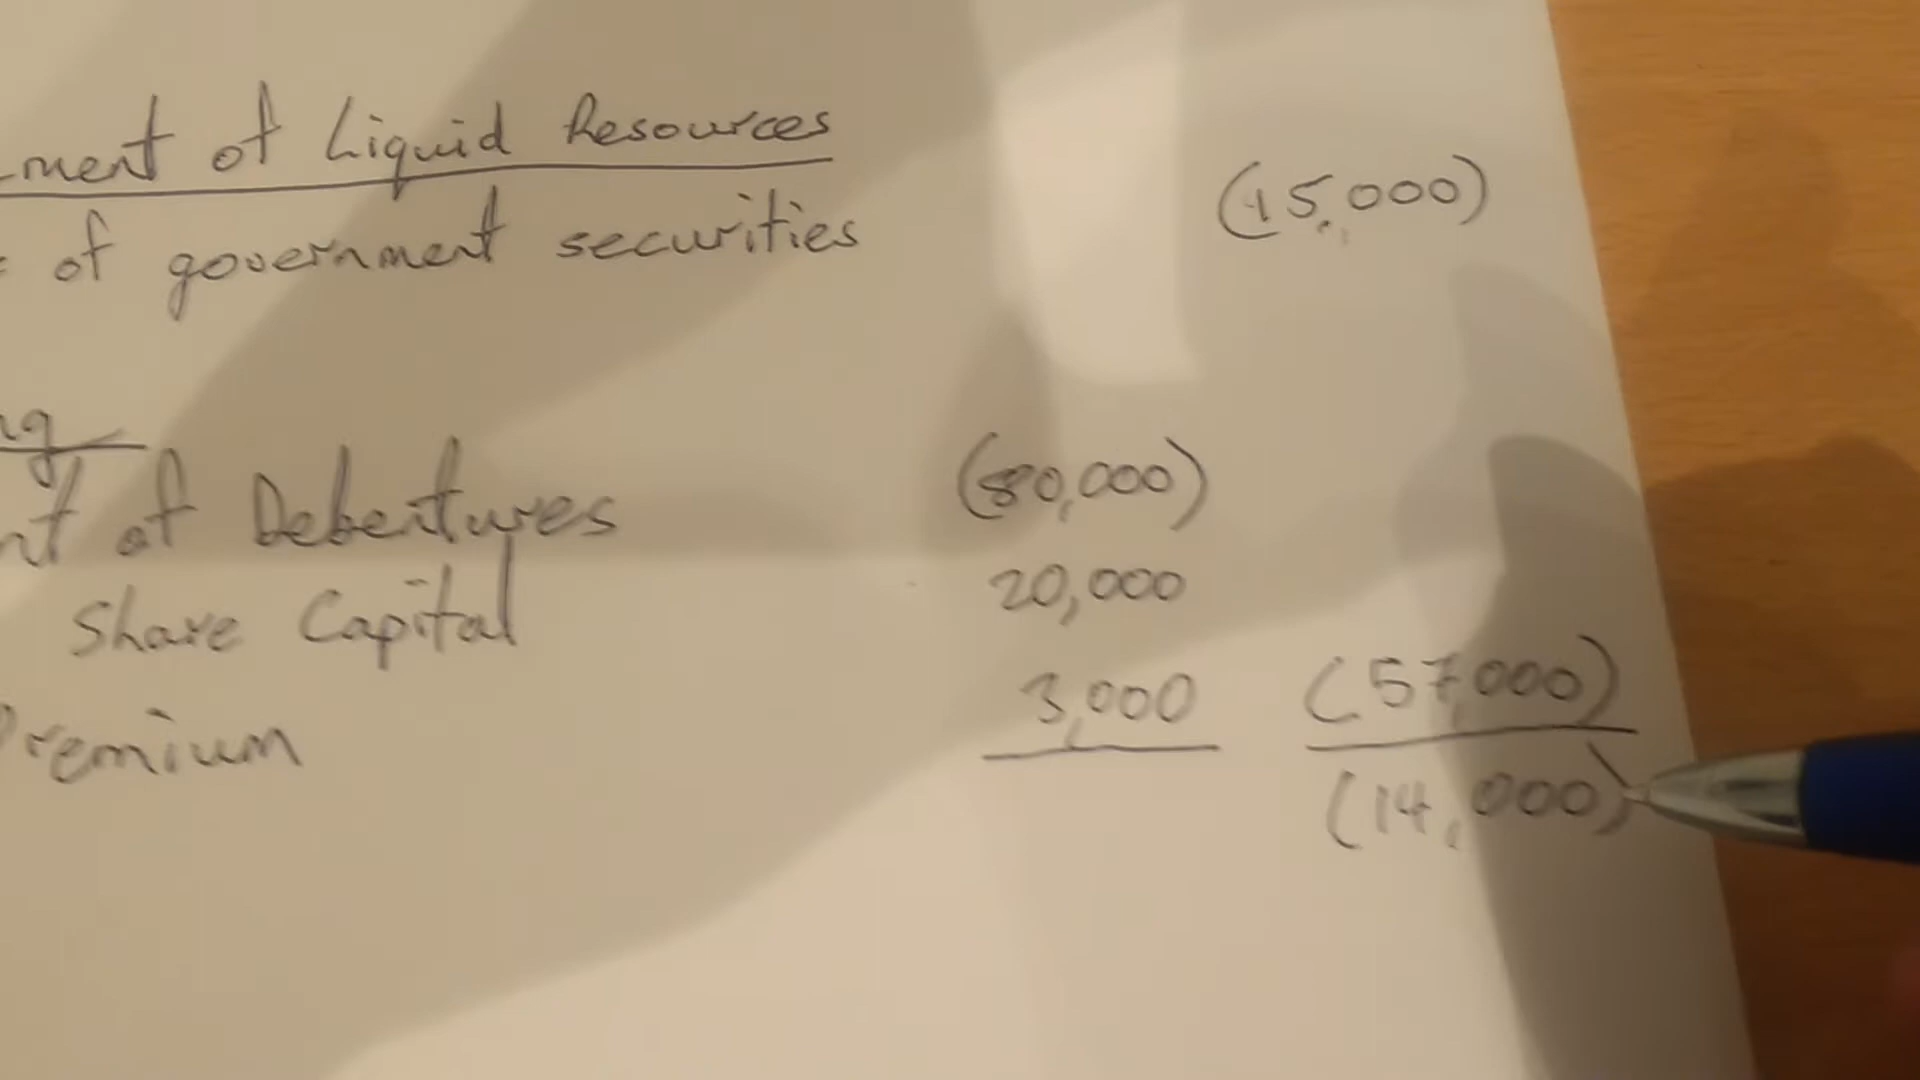 ment of Liquid Resources
of government securities (15,000)
ng
nt of Debentures (80,000)
Share Capital 20,000
Premium 3,000 (57,000)
(14,000)